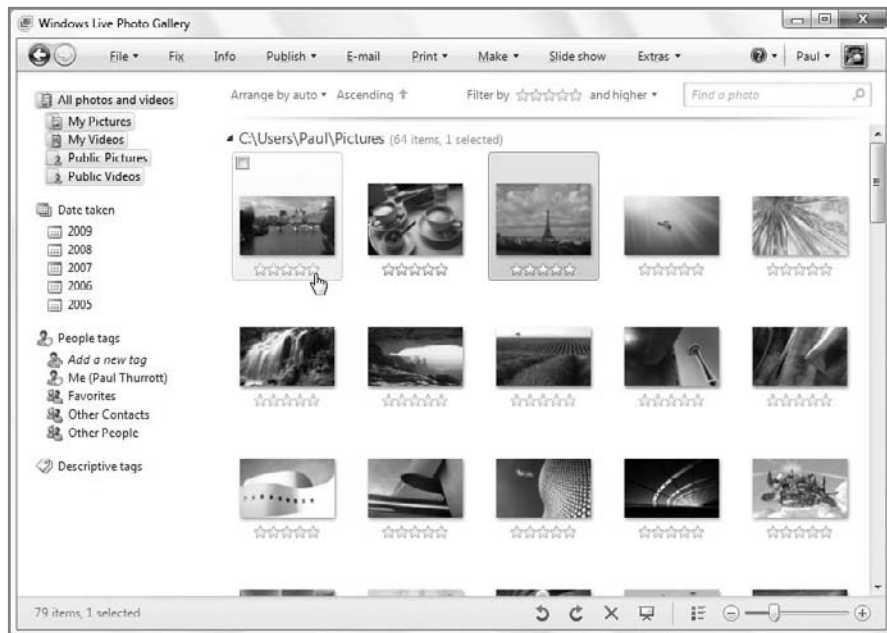 Windows Live Photo Gallery
File Fix Info Publish E-mail Print Make Slide show Extras Paul
All photos and videos
My Pictures
My Videos
Public Pictures
Public Videos
Date taken
2009
2008
2007
2006
2005
People tags
Add a new tag
Me (Paul Thurrott)
Favorites
Other Contacts
Other People
Descriptive tags
Arrange by auto Ascending Filter by and higher Find a photo
C:\Users\Paul\Pictures (64 items, 1 selected)
79 items, 1 selected